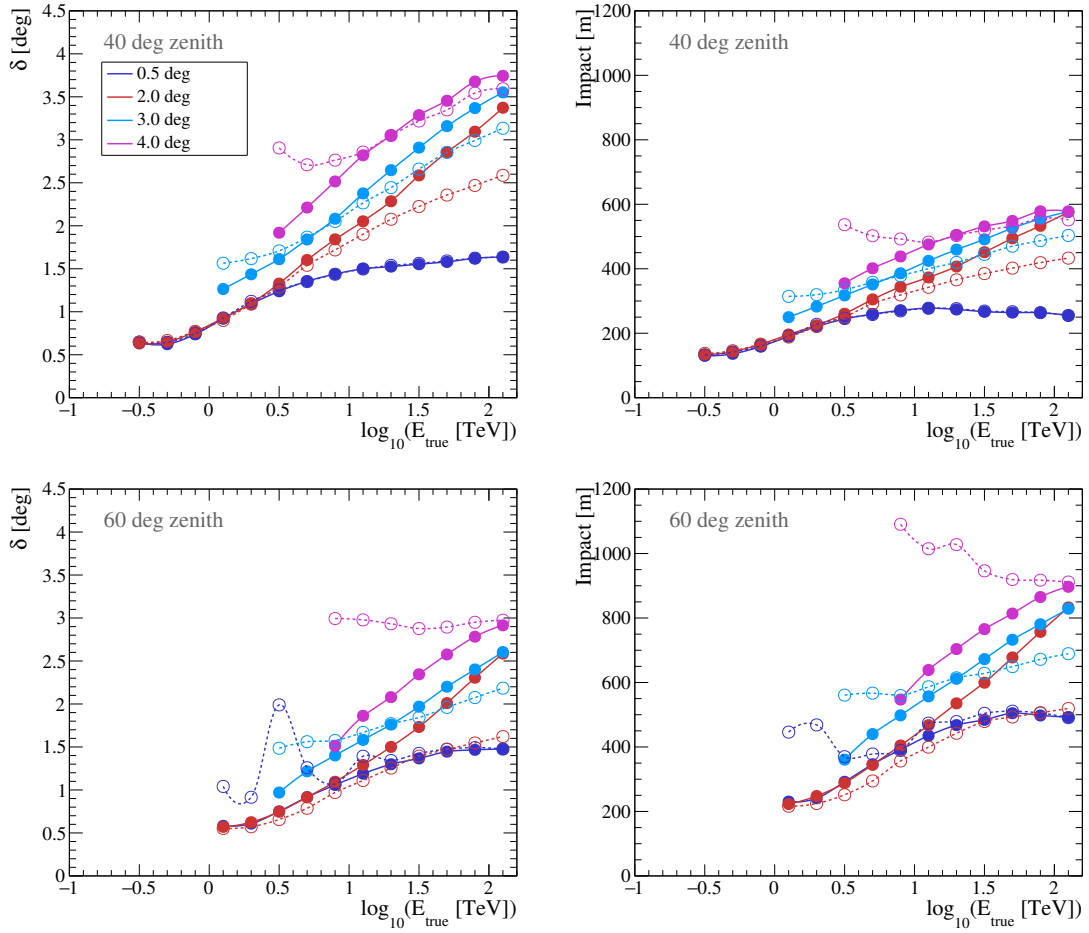 δ [deg]
4.5
4
3.5
3
2.5
2
1.5
1
0.5
0
40 deg zenith
0.5 deg
2.0 deg
3.0 deg
4.0 deg
−1 −0.5 0 0.5 1 1.5 2
log10(Etrue [TeV])
Impact [m]
1200
1000
800
600
400
200
0
40 deg zenith
−1 −0.5 0 0.5 1 1.5 2
log10(Etrue [TeV])
δ [deg]
4.5
4
3.5
3
2.5
2
1.5
1
0.5
0
60 deg zenith
−1 −0.5 0 0.5 1 1.5 2
log10(Etrue [TeV])
Impact [m]
1200
1000
800
600
400
200
0
60 deg zenith
−1 −0.5 0 0.5 1 1.5 2
log10(Etrue [TeV])